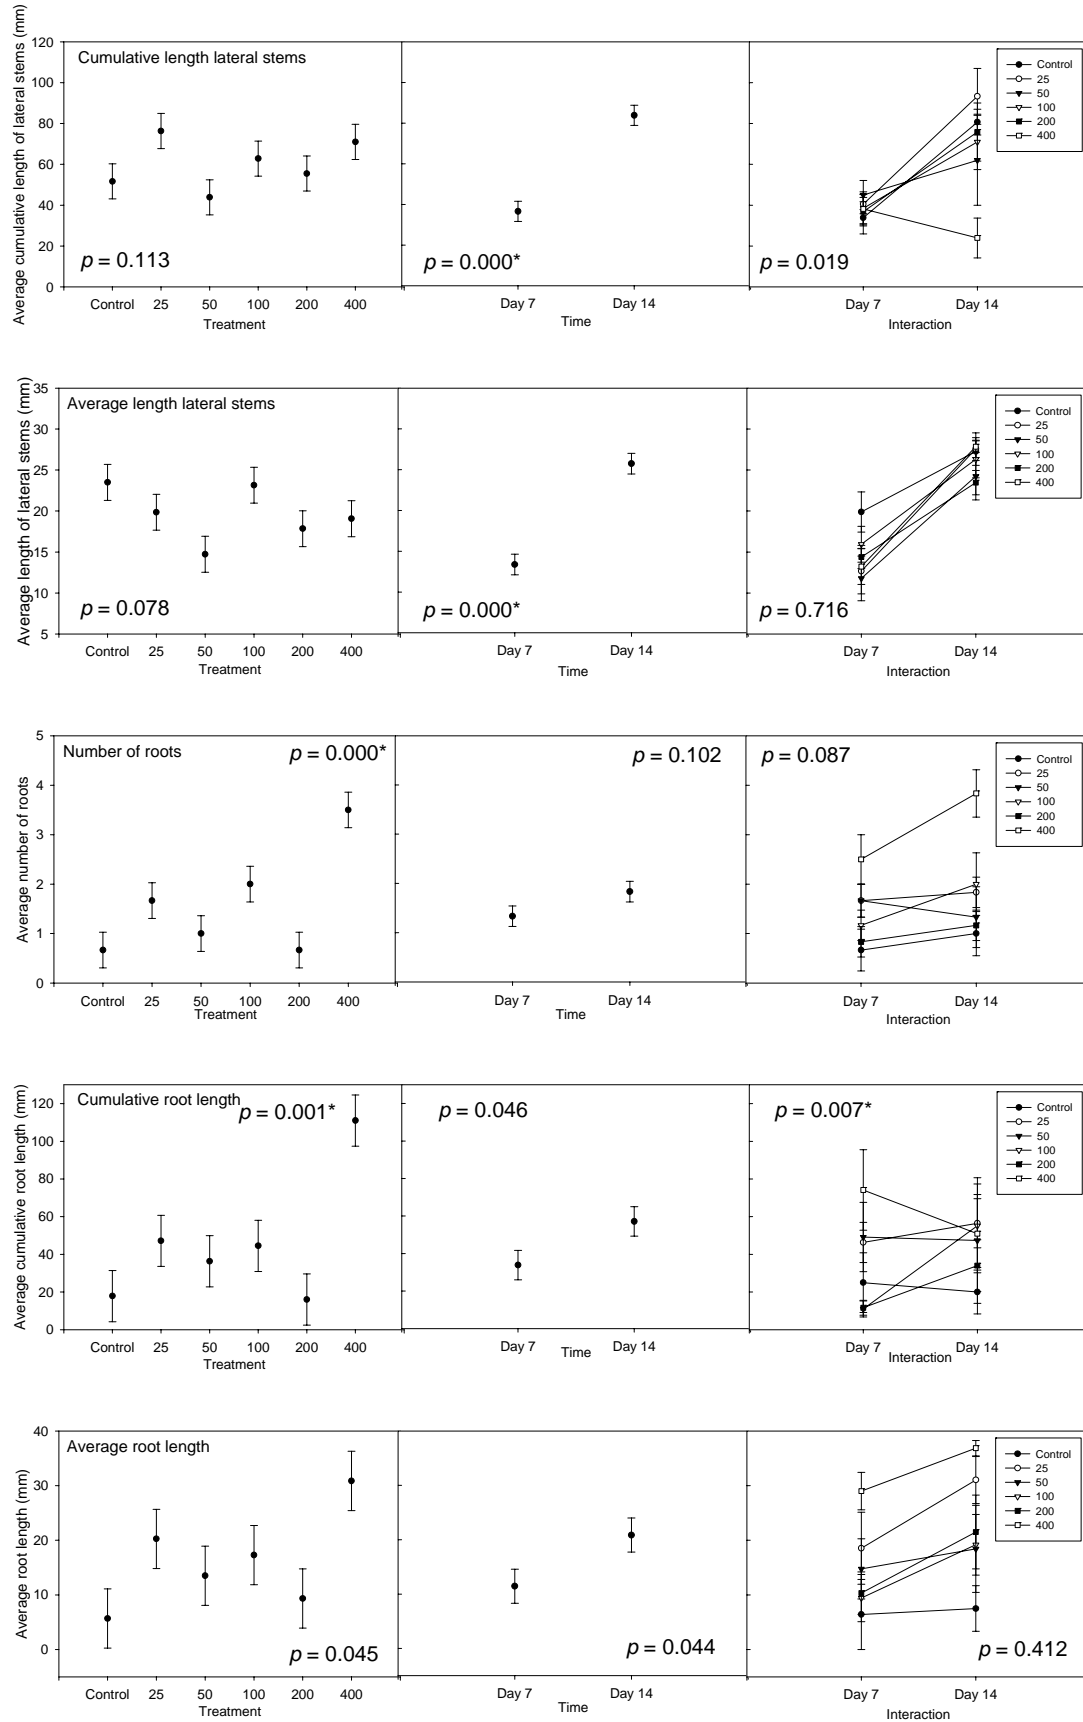 Average cumulative length of lateral stems (mm)
120
100
80
60
40
20
0
Cumulative length lateral stems
p = 0.113
Control 25 50 100 200 400
Treatment
p = 0.000*
Day 7 Day 14
Time
p = 0.019
Control
25
50
100
200
400
Day 7 Day 14
Interaction
Average length of lateral stems (mm)
35
30
25
20
15
10
5
Average length lateral stems
p = 0.078
Control 25 50 100 200 400
Treatment
p = 0.000*
Day 7 Day 14
Time
p = 0.716
Control
25
50
100
200
400
Day 7 Day 14
Interaction
Average number of roots
5
4
3
2
1
0
Number of roots
p = 0.000*
Control 25 50 100 200 400
Treatment
p = 0.102
Day 7 Day 14
Time
p = 0.087
Control
25
50
100
200
400
Day 7 Day 14
Interaction
Average cumulative root length (mm)
120
100
80
60
40
20
0
Cumulative root length
p = 0.001*
Control 25 50 100 200 400
Treatment
p = 0.046
Day 7 Day 14
Time
p = 0.007*
Control
25
50
100
200
400
Day 7 Day 14
Interaction
Average root length (mm)
40
30
20
10
0
Average root length
p = 0.045
Control 25 50 100 200 400
Treatment
p = 0.044
Day 7 Day 14
Time
Control
25
50
100
200
400
p = 0.412
Day 7 Day 14
Interaction